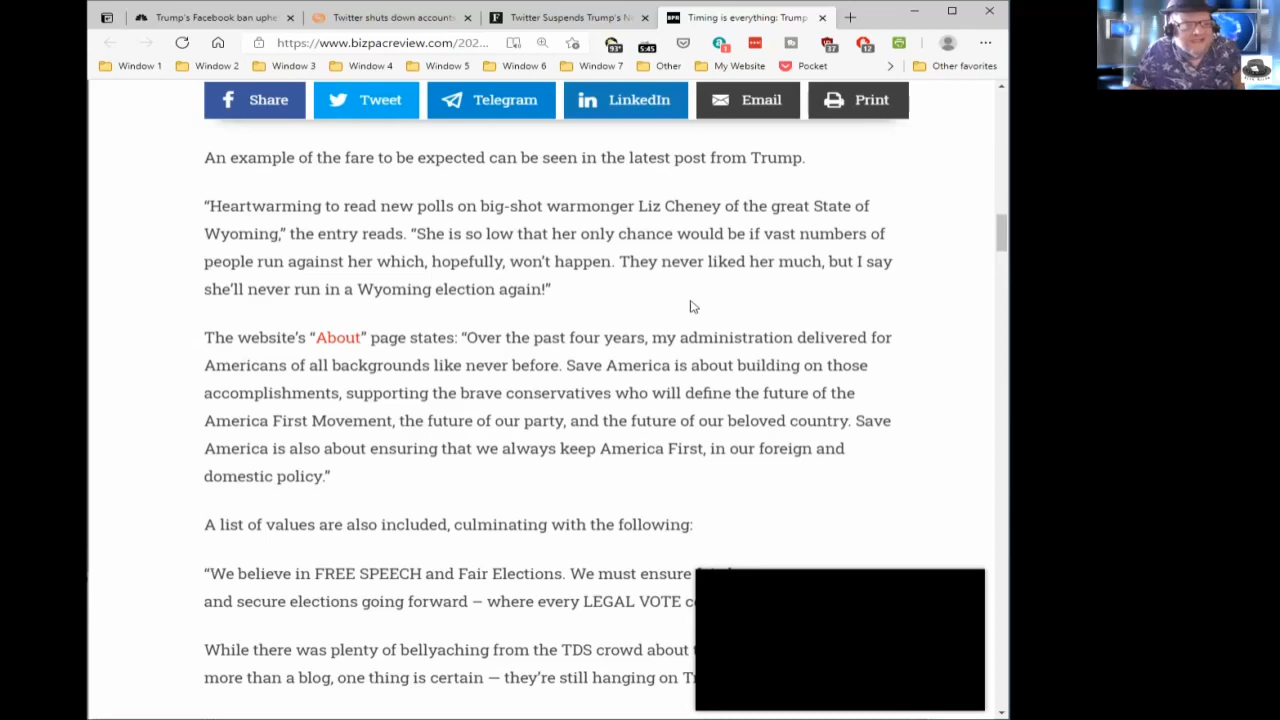 Trump's Facebook ban uphe
Twitter shuts down accounts
Twitter Suspends Trump's N
BPR
Timing is everything: Trump
https://www.bizpacreview.com/202...
93°
5:45
1
37
12
Window 1
Window 2
Window 3
Window 4
Window 5
Window 6
Window 7
Other
My Website
Pocket
Other favorites
Share
Tweet
Telegram
LinkedIn
Email
Print
An example of the fare to be expected can be seen in the latest post from Trump.
“Heartwarming to read new polls on big-shot warmonger Liz Cheney of the great State of
Wyoming,” the entry reads. “She is so low that her only chance would be if vast numbers of
people run against her which, hopefully, won’t happen. They never liked her much, but I say
she’ll never run in a Wyoming election again!”
The website’s “About” page states: “Over the past four years, my administration delivered for
Americans of all backgrounds like never before. Save America is about building on those
accomplishments, supporting the brave conservatives who will define the future of the
America First Movement, the future of our party, and the future of our beloved country. Save
America is also about ensuring that we always keep America First, in our foreign and
domestic policy.”
A list of values are also included, culminating with the following:
“We believe in FREE SPEECH and Fair Elections. We must ensure
and secure elections going forward – where every LEGAL VOTE
While there was plenty of bellyaching from the TDS crowd about
more than a blog, one thing is certain — they’re still hanging on